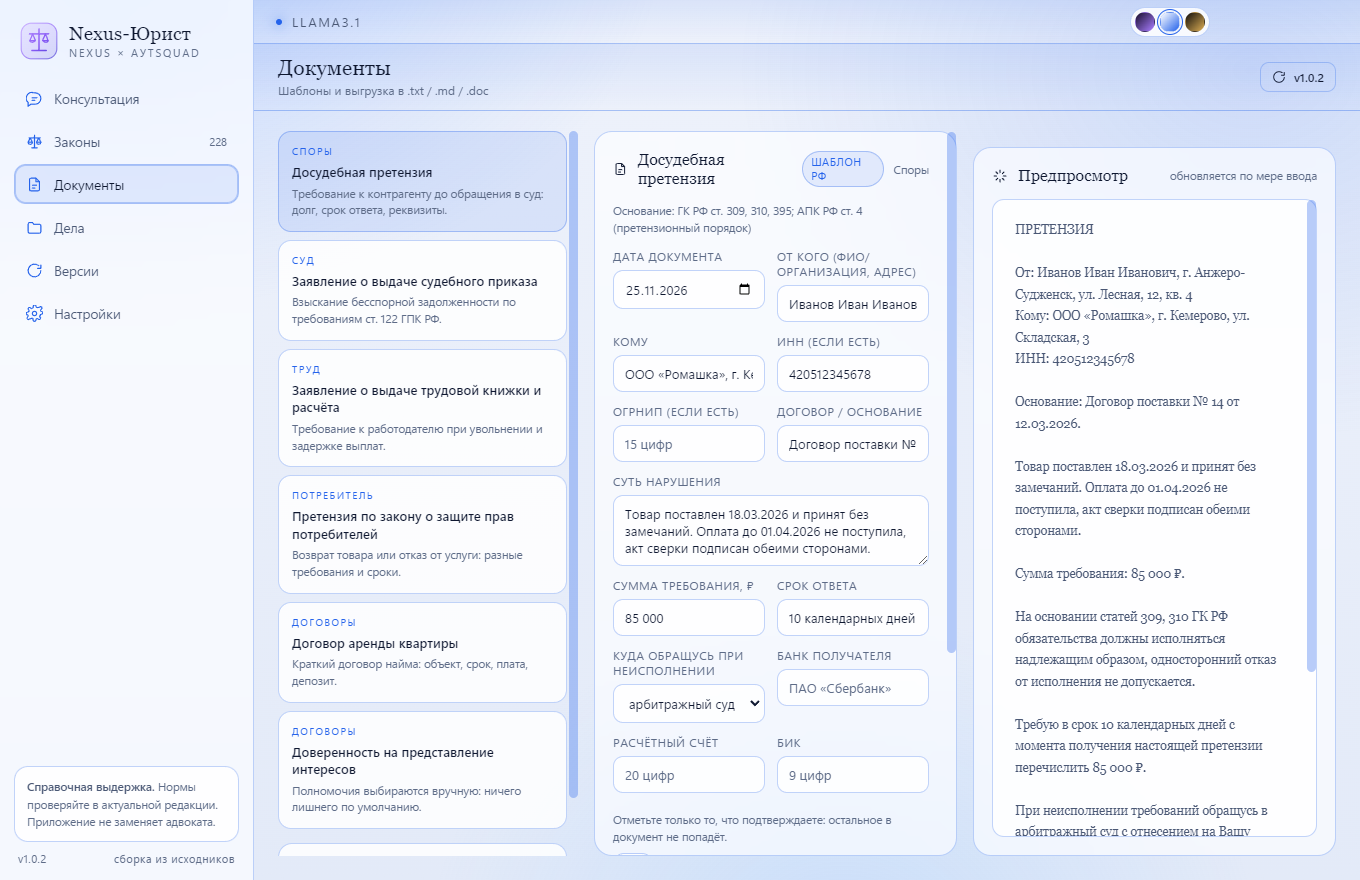 Nexus-Юрист
NEXUS × AYTSQUAD
Консультация
Законы 228
Документы
Дела
Версии
Настройки
Справочная выдержка. Нормы
проверяйте в актуальной редакции.
Приложение не заменяет адвоката.
v1.0.2 сборка из исходников
LLAMA3.1
Документы
Шаблоны и выгрузка в .txt / .md / .doc
v1.0.2
СПОРЫ
Досудебная претензия
Требование к контрагенту до обращения в суд:
долг, срок ответа, реквизиты.
СУД
Заявление о выдаче судебного приказа
Взыскание бесспорной задолженности по
требованиям ст. 122 ГПК РФ.
ТРУД
Заявление о выдаче трудовой книжки и
расчёта
Требование к работодателю при увольнении и
задержке выплат.
ПОТРЕБИТЕЛЬ
Претензия по закону о защите прав
потребителей
Возврат товара или отказ от услуги: разные
требования и сроки.
ДОГОВОРЫ
Договор аренды квартиры
Краткий договор найма: объект, срок, плата,
депозит.
ДОГОВОРЫ
Доверенность на представление
интересов
Полномочия выбираются вручную: ничего
лишнего по умолчанию.
Досудебная
претензия
ШАБЛОН
РФ
Споры
Основание: ГК РФ ст. 309, 310, 395; АПК РФ ст. 4
(претензионный порядок)
ДАТА ДОКУМЕНТА
25.11.2026
ОТ КОГО (ФИО/
ОРГАНИЗАЦИЯ, АДРЕС)
Иванов Иван Иванов
КОМУ
ООО «Ромашка», г. Ке
ИНН (ЕСЛИ ЕСТЬ)
420512345678
ОГРНИП (ЕСЛИ ЕСТЬ)
15 цифр
ДОГОВОР / ОСНОВАНИЕ
Договор поставки №
СУТЬ НАРУШЕНИЯ
Товар поставлен 18.03.2026 и принят без
замечаний. Оплата до 01.04.2026 не поступила,
акт сверки подписан обеими сторонами.
СУММА ТРЕБОВАНИЯ, ₽
85 000
СРОК ОТВЕТА
10 календарных дней
КУДА ОБРАЩУСЬ ПРИ
НЕИСПОЛНЕНИИ
арбитражный суд
БАНК ПОЛУЧАТЕЛЯ
ПАО «Сбербанк»
РАСЧЁТНЫЙ СЧЁТ
20 цифр
БИК
9 цифр
Отметьте только то, что подтверждаете: остальное в
документ не попадёт.
Предпросмотр
обновляется по мере ввода
ПРЕТЕНЗИЯ
От: Иванов Иван Иванович, г. Анжеро-
Судженск, ул. Лесная, 12, кв. 4
Кому: ООО «Ромашка», г. Кемерово, ул.
Складская, 3
ИНН: 420512345678
Основание: Договор поставки № 14 от
12.03.2026.
Товар поставлен 18.03.2026 и принят без
замечаний. Оплата до 01.04.2026 не
поступила, акт сверки подписан обеими
сторонами.
Сумма требования: 85 000 ₽.
На основании статей 309, 310 ГК РФ
обязательства должны исполняться
надлежащим образом, односторонний отказ
от исполнения не допускается.
Требую в срок 10 календарных дней с
момента получения настоящей претензии
перечислить 85 000 ₽.
При неисполнении требований обращусь в
арбитражный суд с отнесением на Вашу